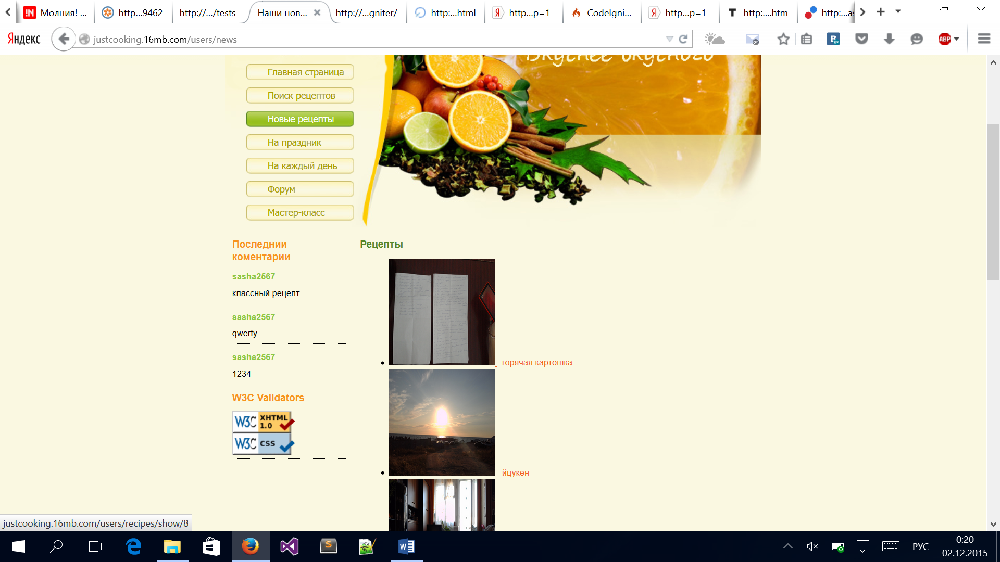 Молния! ...
http...9462
http://.../tests
Наши нов...
http://...gniter/
http:...html
http...p=1
CodeIgni...
http...p=1
http:....htm
http:...a
Яндекс
justcooking.16mb.com/users/news
ABP
Вкуснее вкусного
Главная страница
Поиск рецептов
Новые рецепты
На праздник
На каждый день
Форум
Мастер-класс
Последнии
коментарии
sasha2567
классный рецепт
sasha2567
qwerty
sasha2567
1234
W3C Validators
W3C XHTML 1.0
W3C CSS
Рецепты
горячая картошка
йцукен
justcooking.16mb.com/users/recipes/show/8
РУС
0:20
02.12.2015